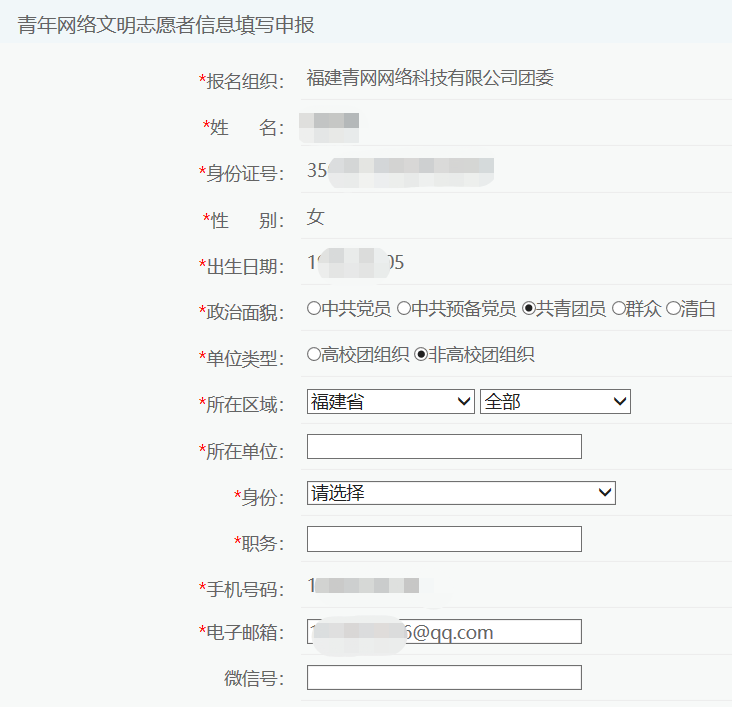 青年网络文明志愿者信息填写申报
*报名组织： 福建青网网络科技有限公司团委
*姓 名：
*身份证号： 35
*性 别： 女
*出生日期： 19 05
*政治面貌： 中共党员 中共预备党员 共青团员 群众 清白
*单位类型： 高校团组织 非高校团组织
*所在区域： 福建省 全部
*所在单位：
*身份： 请选择
*职务：
*手机号码： 1
*电子邮箱： 1 6@qq.com
微信号：